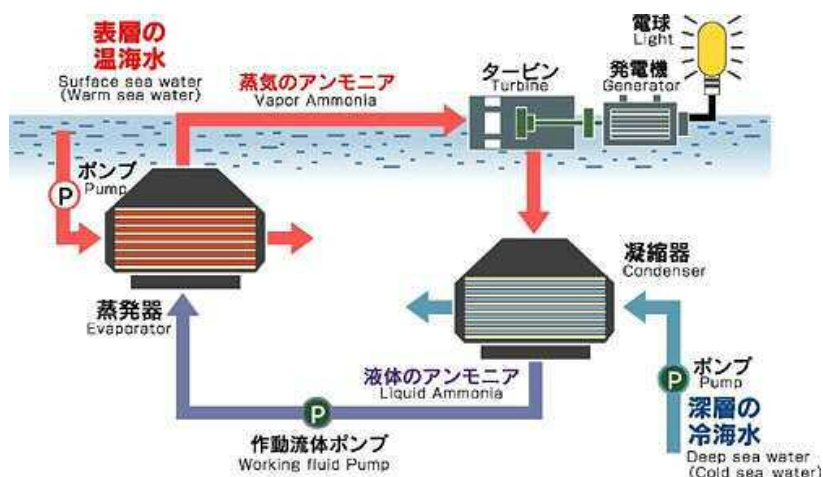 表層の
温海水
Surface sea water
(Warm sea water)
蒸気のアンモニア
Vapor Ammonia
タービン
Turbine
発電機
Generator
電球
Light
ポンプ
Pump
P
蒸発器
Evaporator
凝縮器
Condenser
液体のアンモニア
Liquid Ammonia
P
作動流体ポンプ
Working fluid Pump
ポンプ
Pump
P
深層の
冷海水
Deep sea water
(Cold sea water)